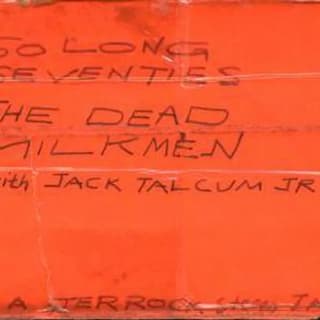 SO LONG
SEVENTIES
THE DEAD
MILKMEN
with JACK TALCUM JR
A